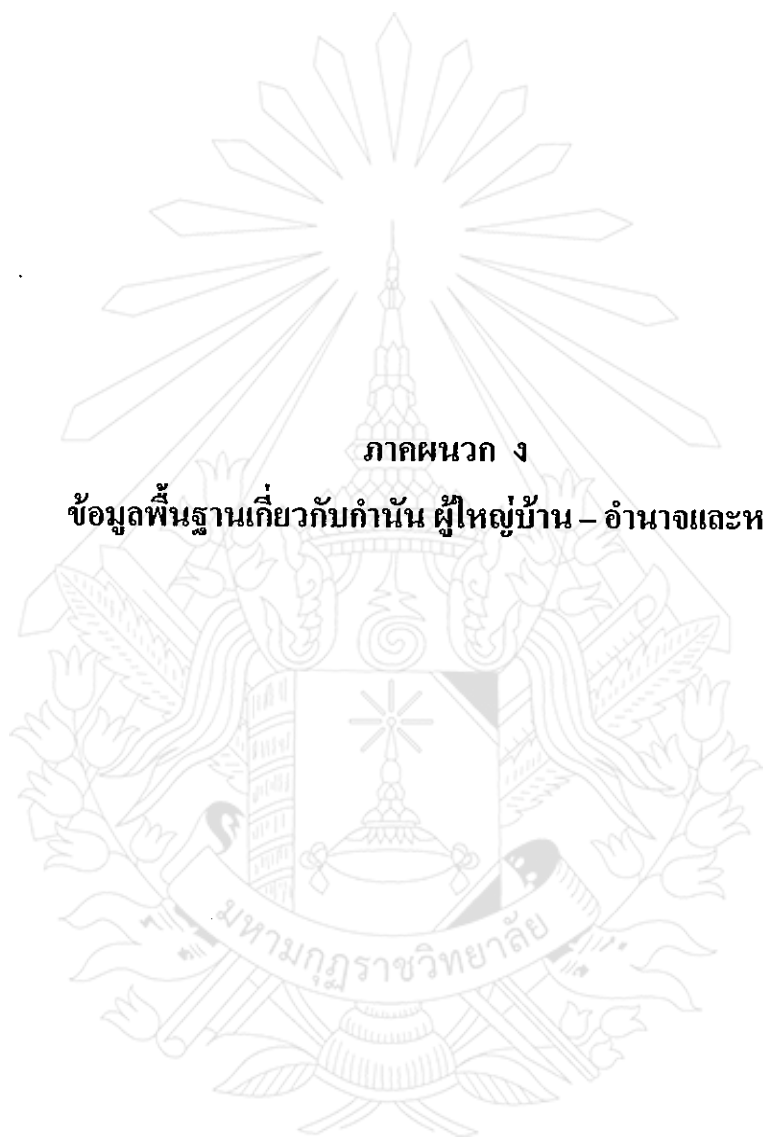 ภาคผนวก ง
ข้อมูลพื้นฐานเกี่ยวกับกำนัน ผู้ใหญ่บ้าน – อำนาจและห
มหามกุฏราชวิทยาลัย